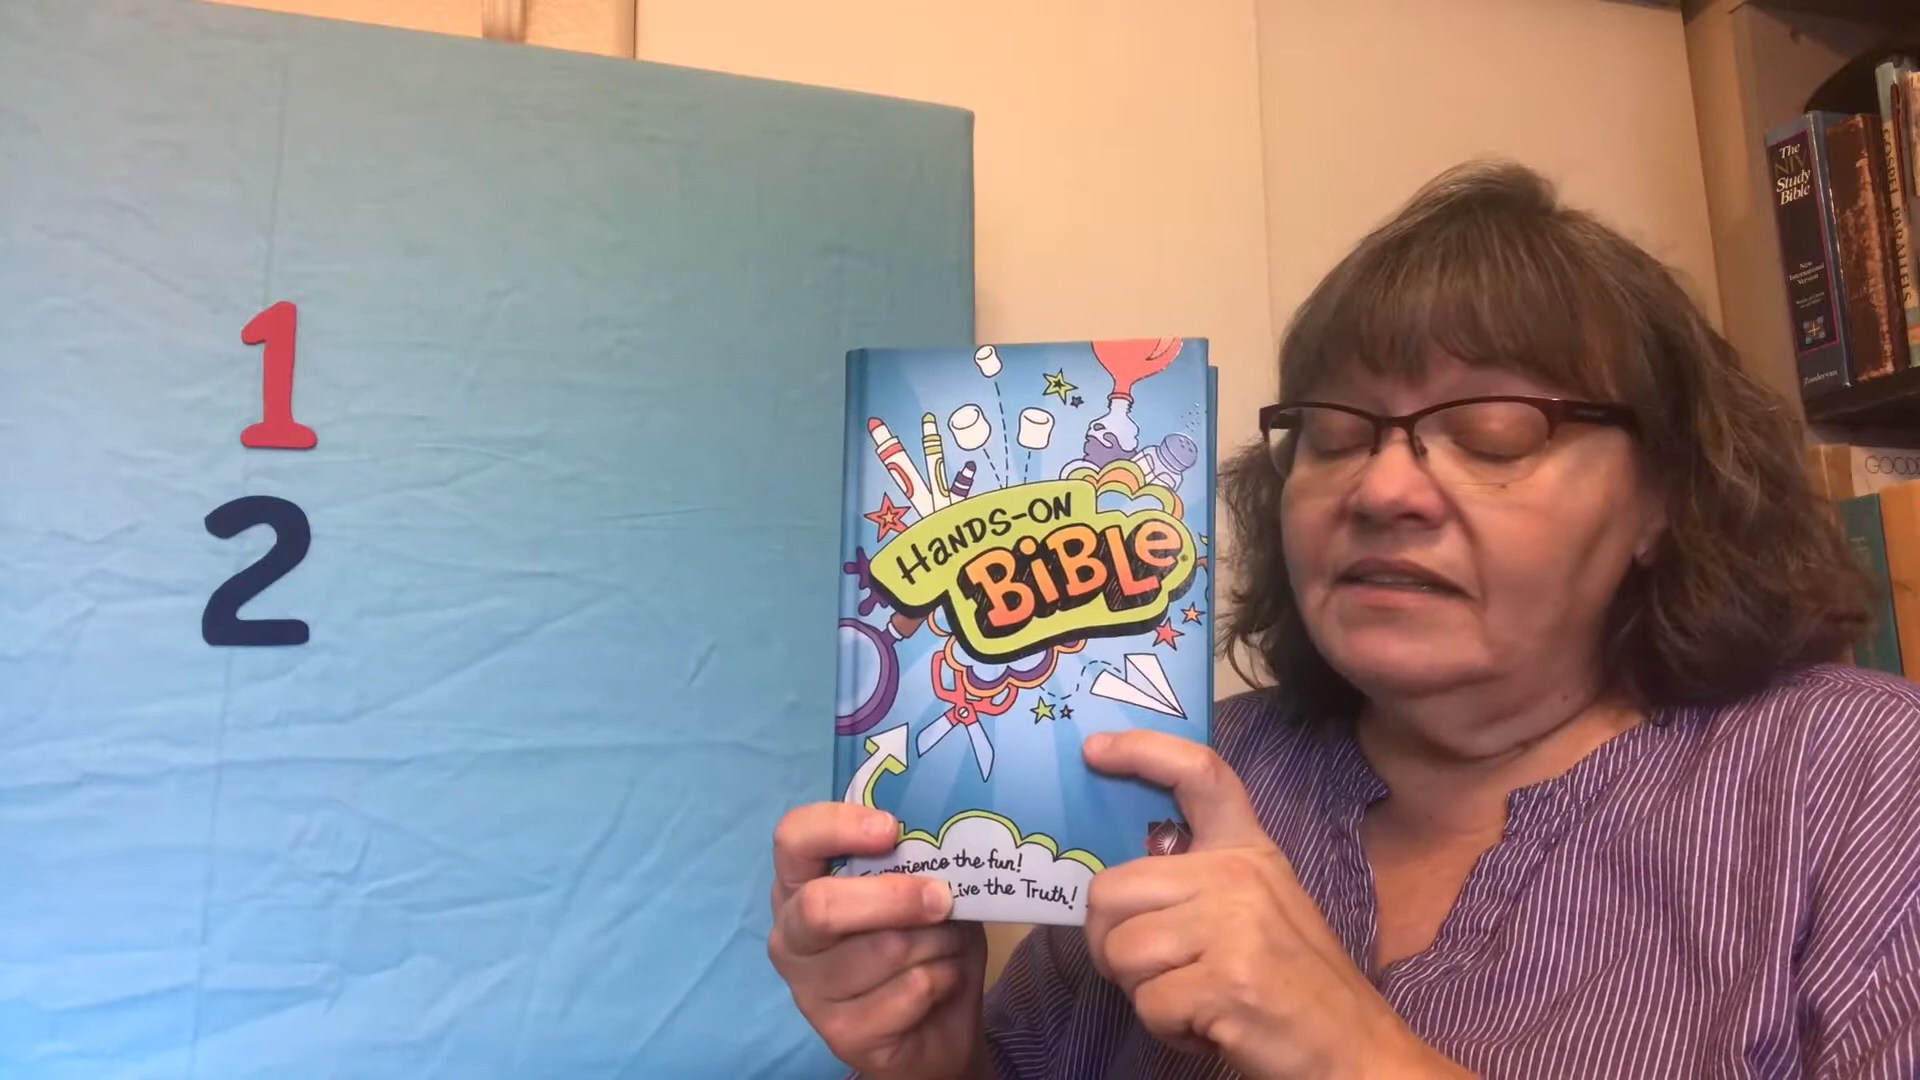 1
2
HANDS-ON
BiBLe
Experience the fun!
Live the Truth!
The
NIV
Study
Bible
New
International
Version
Zondervan
GOSPEL PARALLELS